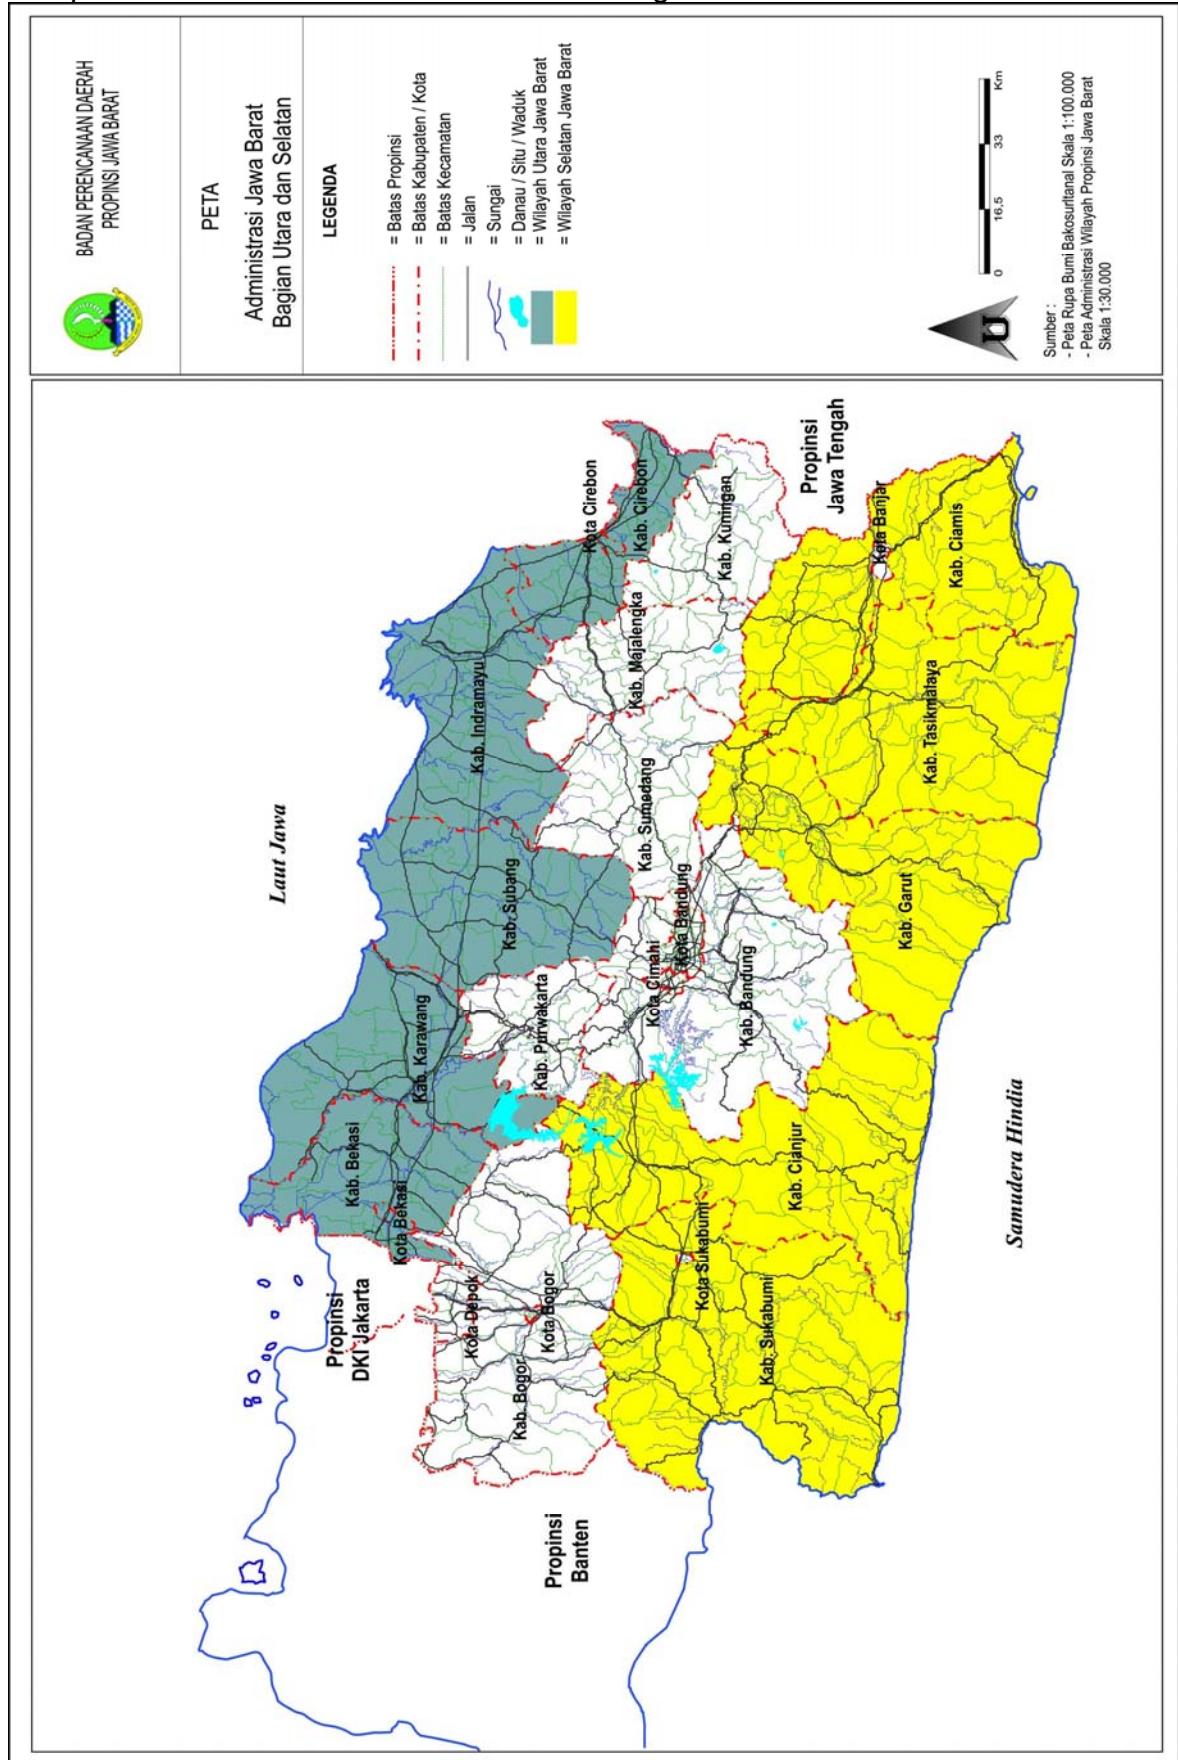 BADAN PERENCANAAN DAERAH
PROPINSI JAWA BARAT
PETA
Administrasi Jawa Barat
Bagian Utara dan Selatan
LEGENDA
= Batas Propinsi
= Batas Kabupaten / Kota
= Batas Kecamatan
= Jalan
= Sungai
= Danau / Situ / Waduk
= Wilayah Utara Jawa Barat
= Wilayah Selatan Jawa Barat
U
0 16,5 33 Km
Sumber :
- Peta Rupa Bumi Bakosurttanal Skala 1:100.000
- Peta Administrasi Wilayah Propinsi Jawa Barat
Skala 1:30.000
Laut Jawa
Propinsi
DKI Jakarta
Kab. Bekasi
Kota Bekasi
Kab. Karawang
Kab. Subang
Kab. Indramayu
Kota Cirebon
Kab. Cirebon
Kota Depok
Kota Bogor
Kab. Bogor
Kab. Purwakarta
Kab. Sumedang
Kab. Majalengka
Kab. Kuningan
Propinsi
Banten
Kota Cimahi
Kota Bandung
Kab. Bandung
Propinsi
Jawa Tengah
Kota Sukabumi
Kab. Sukabumi
Kab. Cianjur
Kab. Garut
Kab. Tasikmalaya
Kota Banjar
Kab. Ciamis
Samudera Hindia